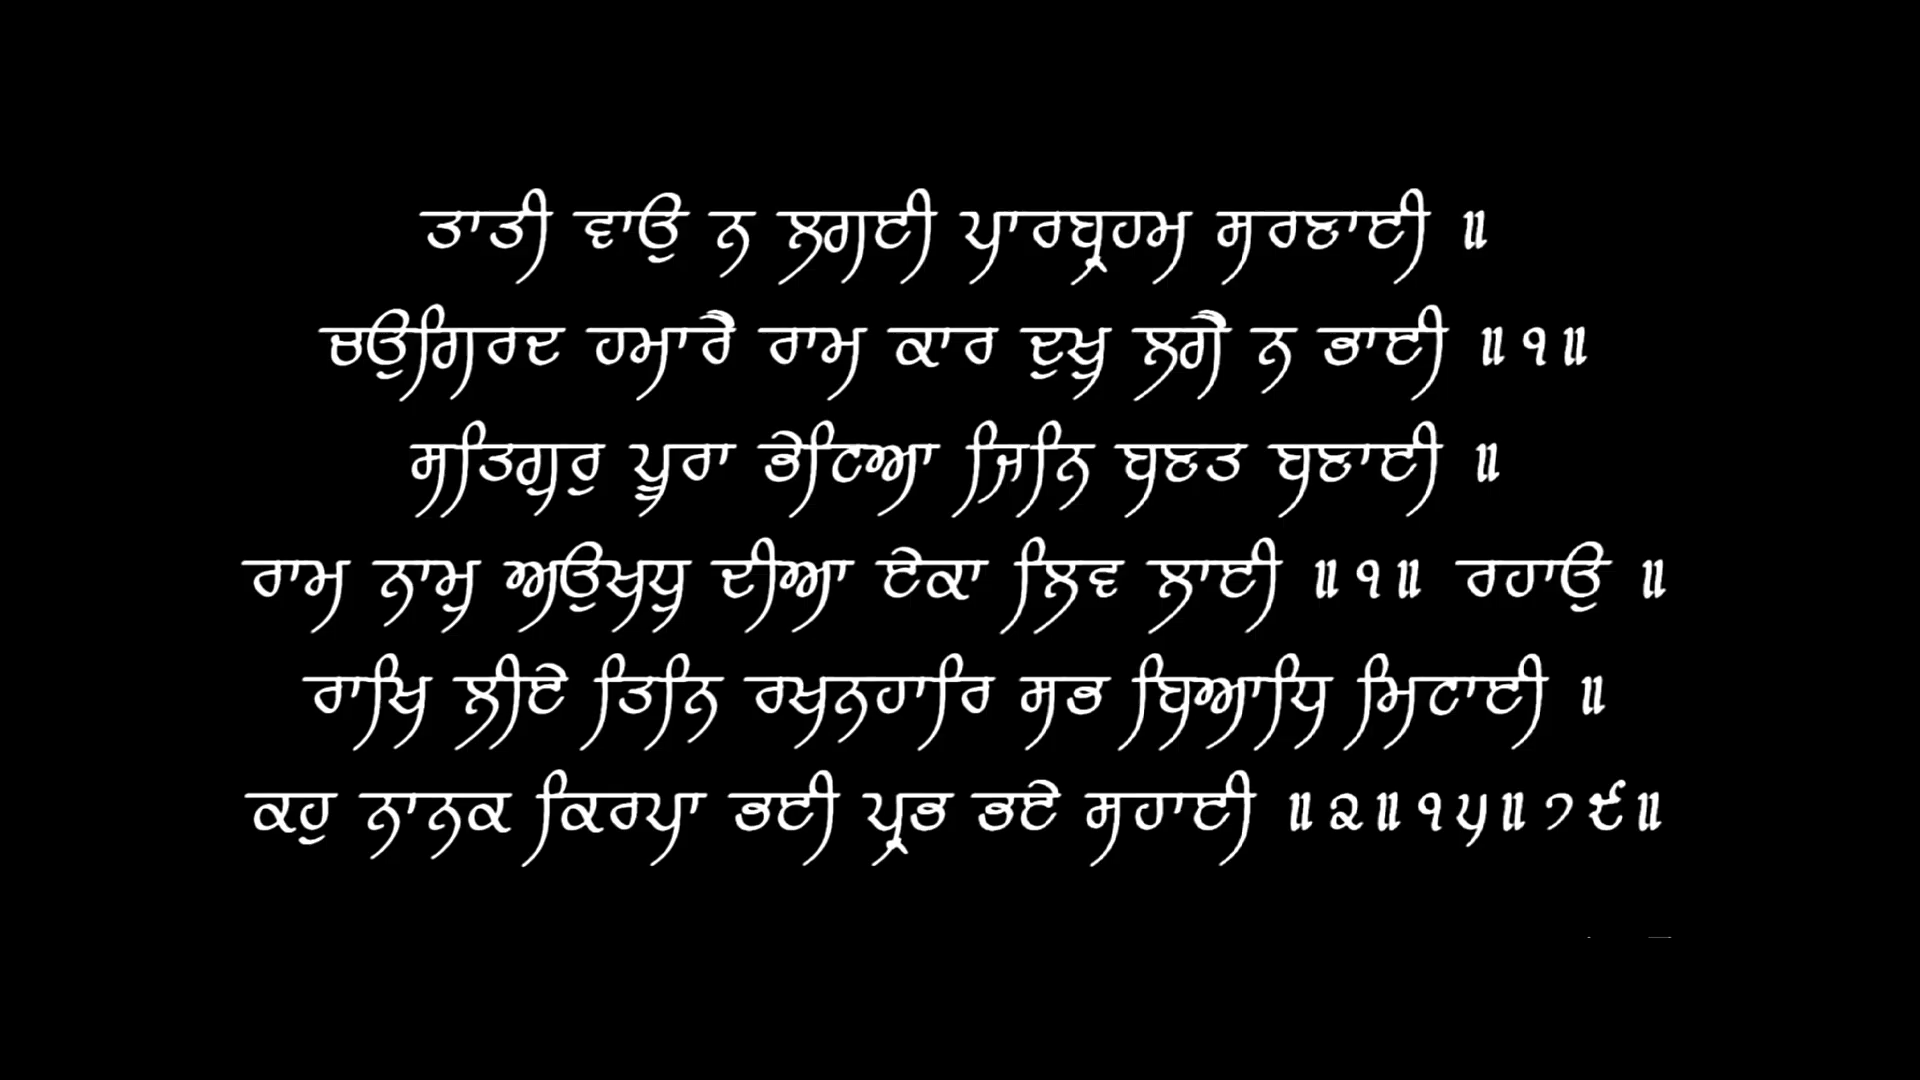 ਤਾਤੀ ਵਾਉ ਨ ਲਗਈ ਪਾਰਬ੍ਰਹਮ ਸਰਣਾਈ ॥
ਚਉਗਿਰਦ ਹਮਾਰੈ ਰਾਮ ਕਾਰ ਦੁਖੁ ਲਗੈ ਨ ਭਾਈ ॥੧॥
ਸਤਿਗੁਰੁ ਪੂਰਾ ਭੇਟਿਆ ਜਿਨਿ ਬਣਤ ਬਣਾਈ ॥
ਰਾਮ ਨਾਮੁ ਅਉਖਧੁ ਦੀਆ ਏਕਾ ਲਿਵ ਲਾਈ ॥੧॥ ਰਹਾਉ ॥
ਰਾਖਿ ਲੀਏ ਤਿਨਿ ਰਖਨਹਾਰਿ ਸਭ ਬਿਆਧਿ ਮਿਟਾਈ ॥
ਕਹੁ ਨਾਨਕ ਕਿਰਪਾ ਭਈ ਪ੍ਰਭ ਭਏ ਸਹਾਈ ॥੨॥੧੫॥੭੯॥